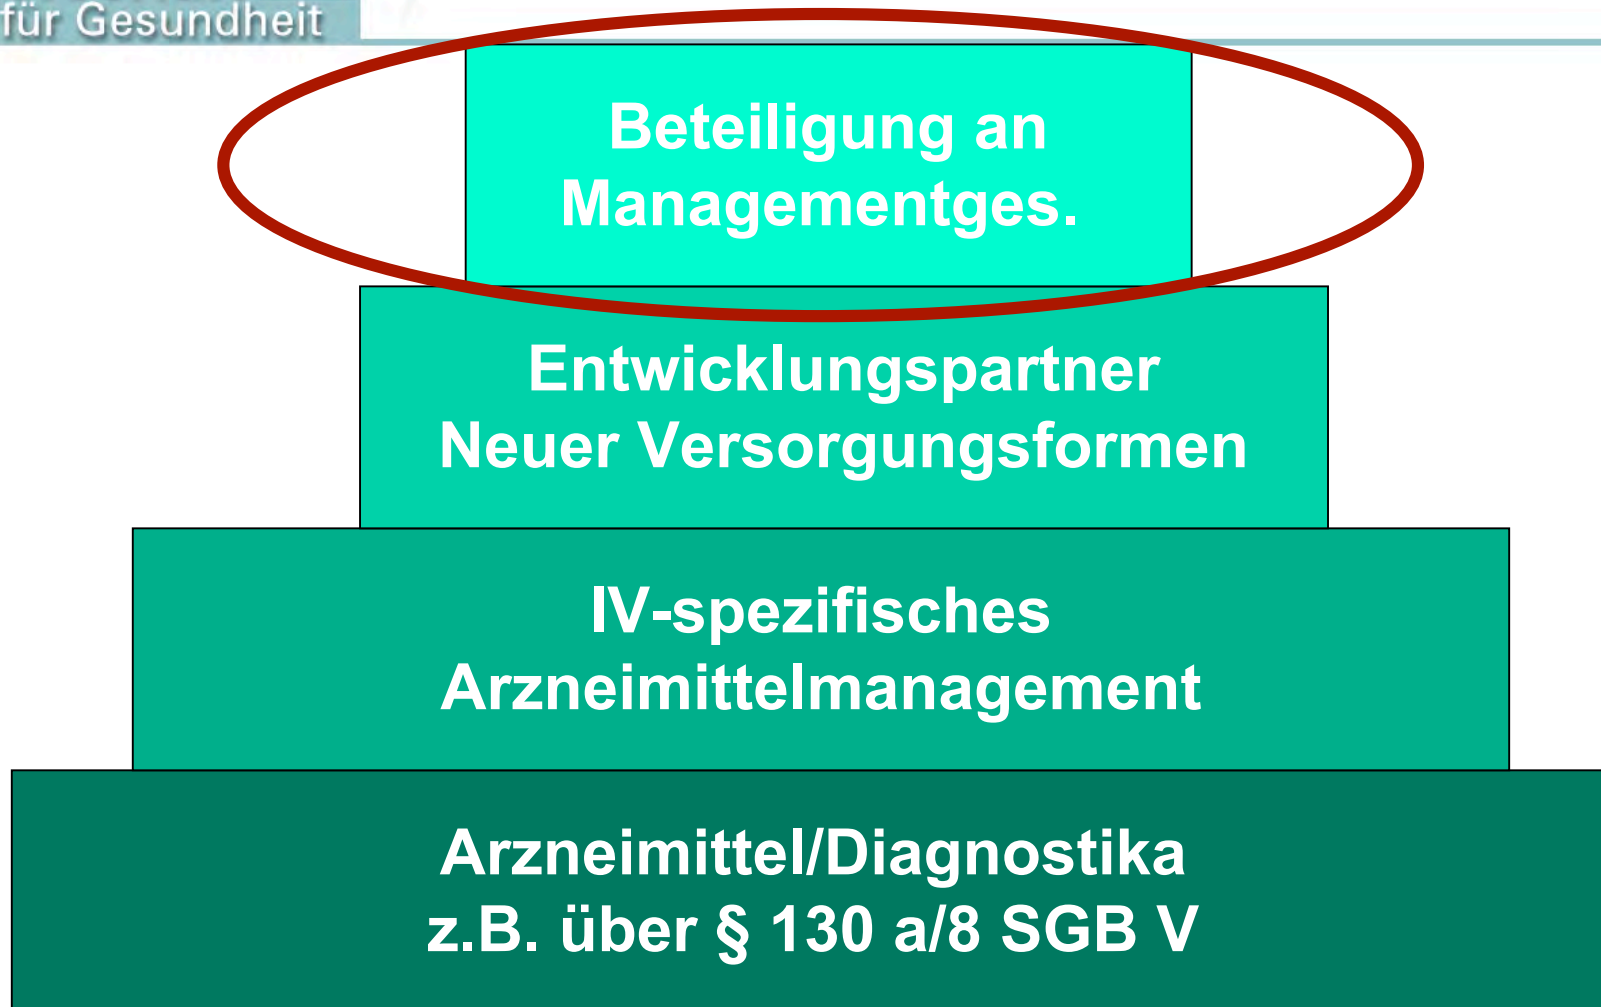 für Gesundheit
Beteiligung an
Managementges.
Entwicklungspartner
Neuer Versorgungsformen
IV-spezifisches
Arzneimittelmanagement
Arzneimittel/Diagnostika
z.B. über § 130 a/8 SGB V